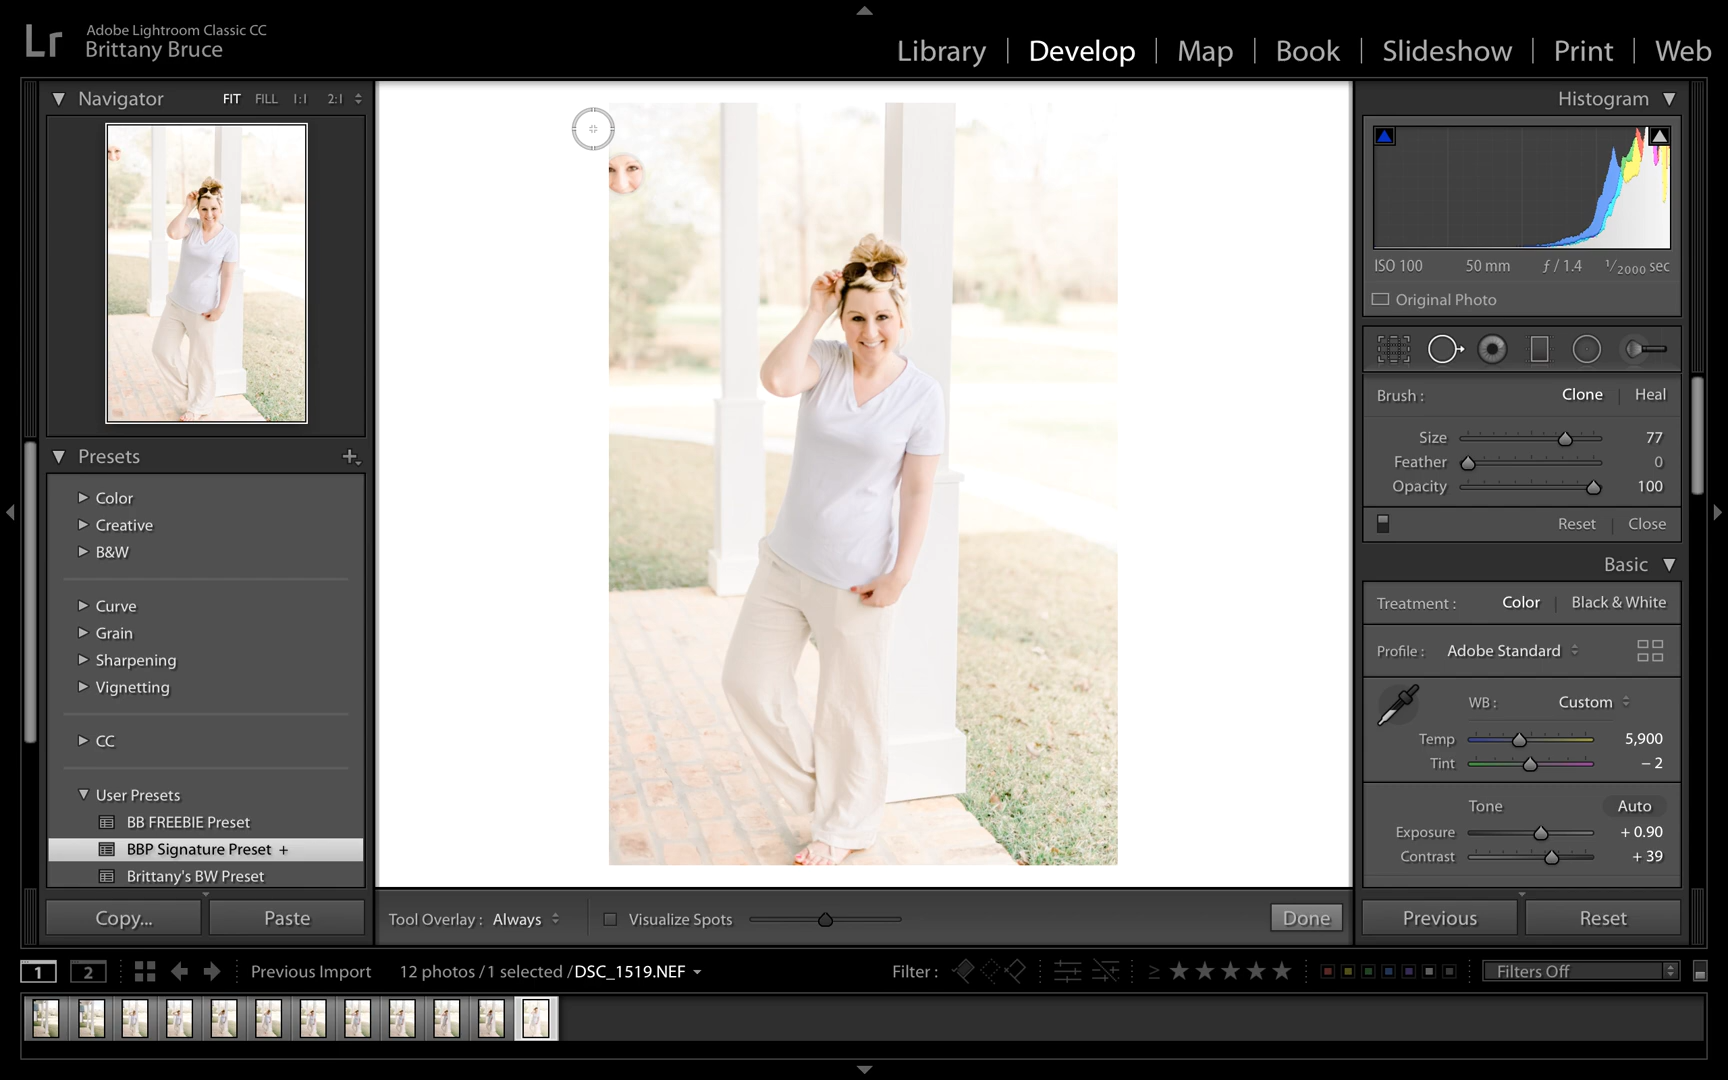 Lr
Adobe Lightroom Classic CC
Brittany Bruce
Library | Develop | Map | Book | Slideshow | Print | Web
Navigator FIT FILL 1:1 2:1
Presets +
Color
Creative
B&W
Curve
Grain
Sharpening
Vignetting
CC
User Presets
BB FREEBIE Preset
BBP Signature Preset +
Brittany's BW Preset
Copy... Paste
Tool Overlay : Always Visualize Spots Done
Histogram
ISO 100 50 mm ƒ / 1.4 1/2000 sec
Original Photo
Brush : Clone | Heal
Size 77
Feather 0
Opacity 100
Reset | Close
Basic
Treatment : Color | Black & White
Profile : Adobe Standard
WB : Custom
Temp 5,900
Tint – 2
Tone Auto
Exposure + 0.90
Contrast + 39
Previous Reset
1 2 Previous Import 12 photos / 1 selected / DSC_1519.NEF Filter : ≥ ★★★★★ Filters Off